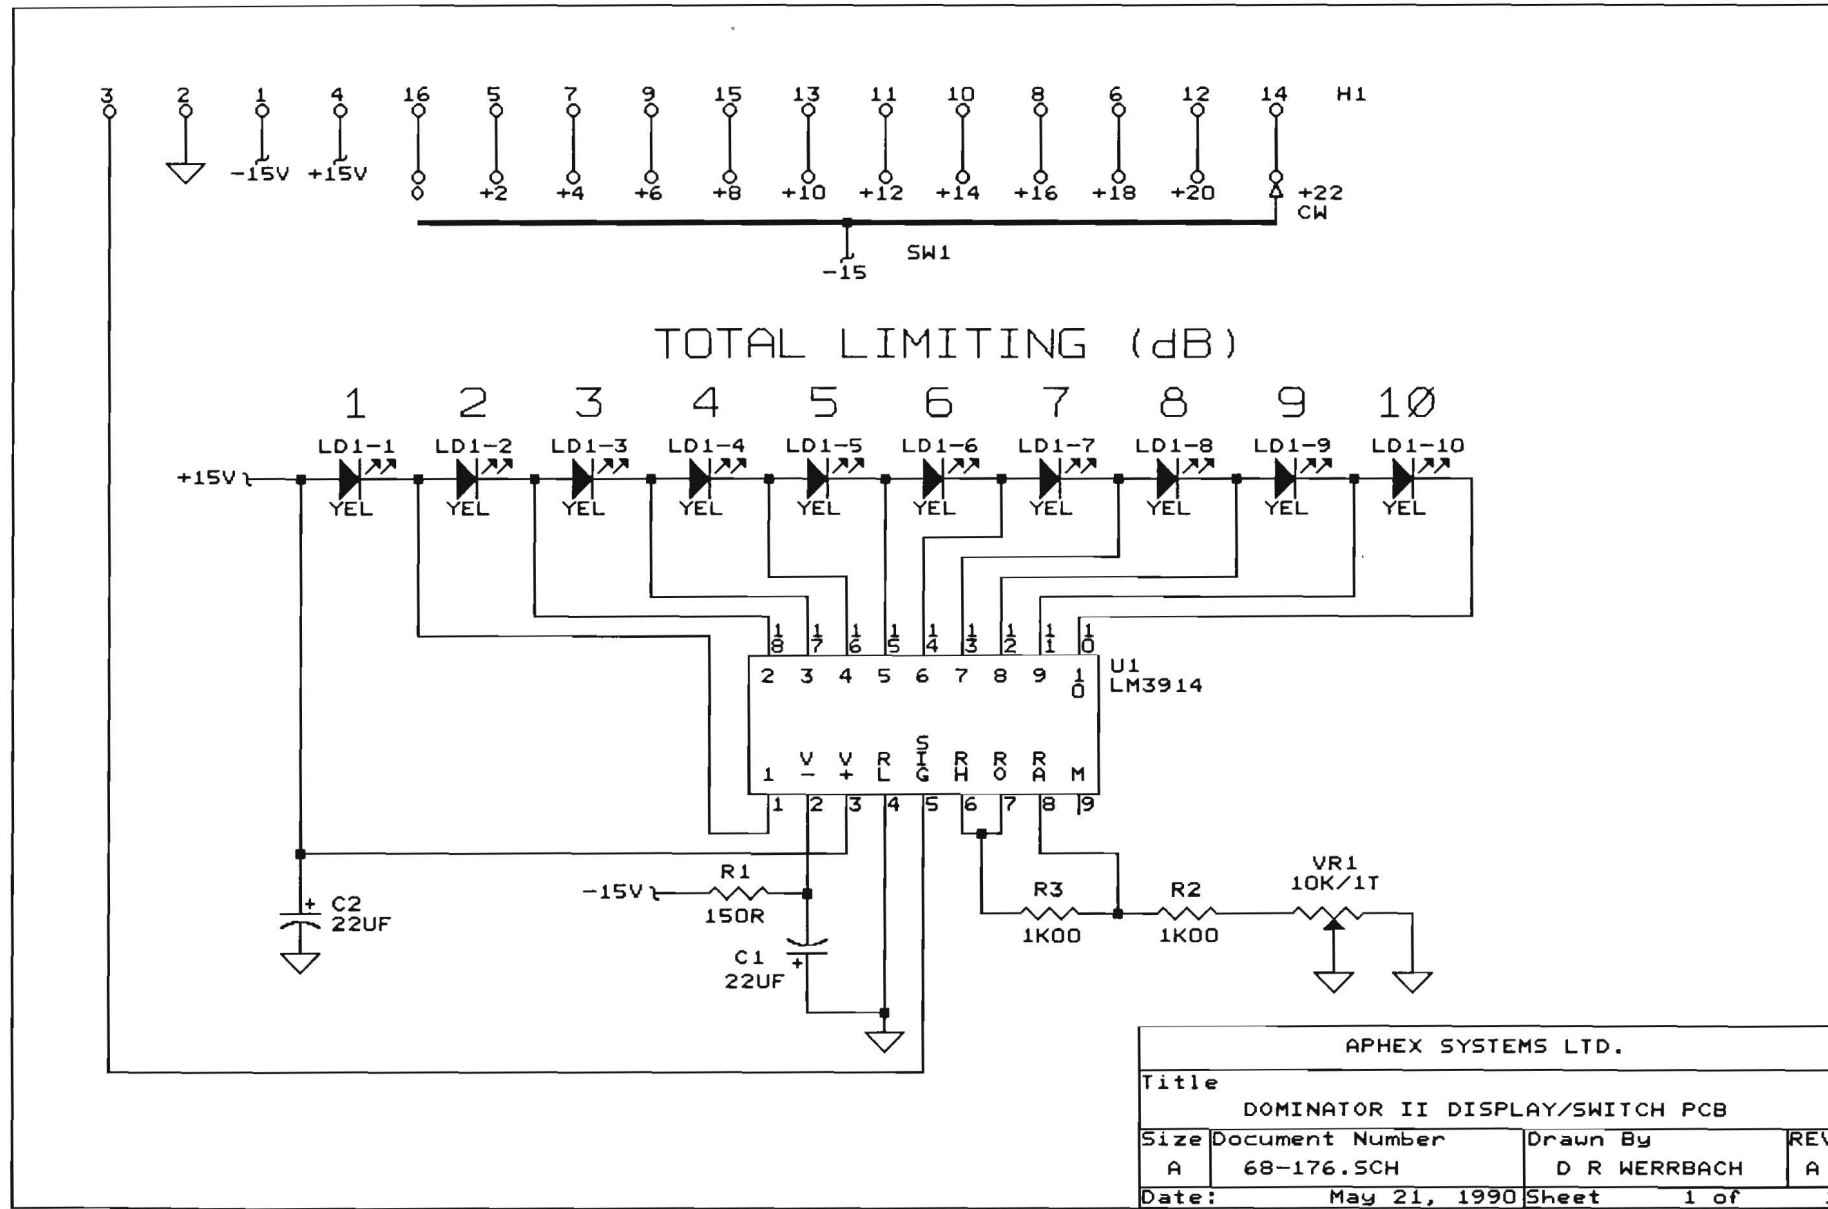 3 2 1 4 16 5 7 9 15 13 11 10 8 6 12 14 H1
-15V +15V
0 +2 +4 +6 +8 +10 +12 +14 +16 +18 +20 +22
CW
SW1
-15
TOTAL LIMITING (dB)
1 2 3 4 5 6 7 8 9 10
LD1-1 LD1-2 LD1-3 LD1-4 LD1-5 LD1-6 LD1-7 LD1-8 LD1-9 LD1-10
+15V
YEL YEL YEL YEL YEL YEL YEL YEL YEL YEL
18 17 16 15 14 13 12 11 10
2 3 4 5 6 7 8 9 10
U1
LM3914
1 V- V+ RL SIG RH RO RA M
1 2 3 4 5 6 7 8 9
C2
22UF
+
-15V
R1
150R
C1
22UF
+
R3
1K00
R2
1K00
VR1
10K/1T
APHEX SYSTEMS LTD.
Title
DOMINATOR II DISPLAY/SWITCH PCB
Size Document Number Drawn By REV
A 68-176.SCH D R WERRBACH A
Date: May 21, 1990 Sheet 1 of